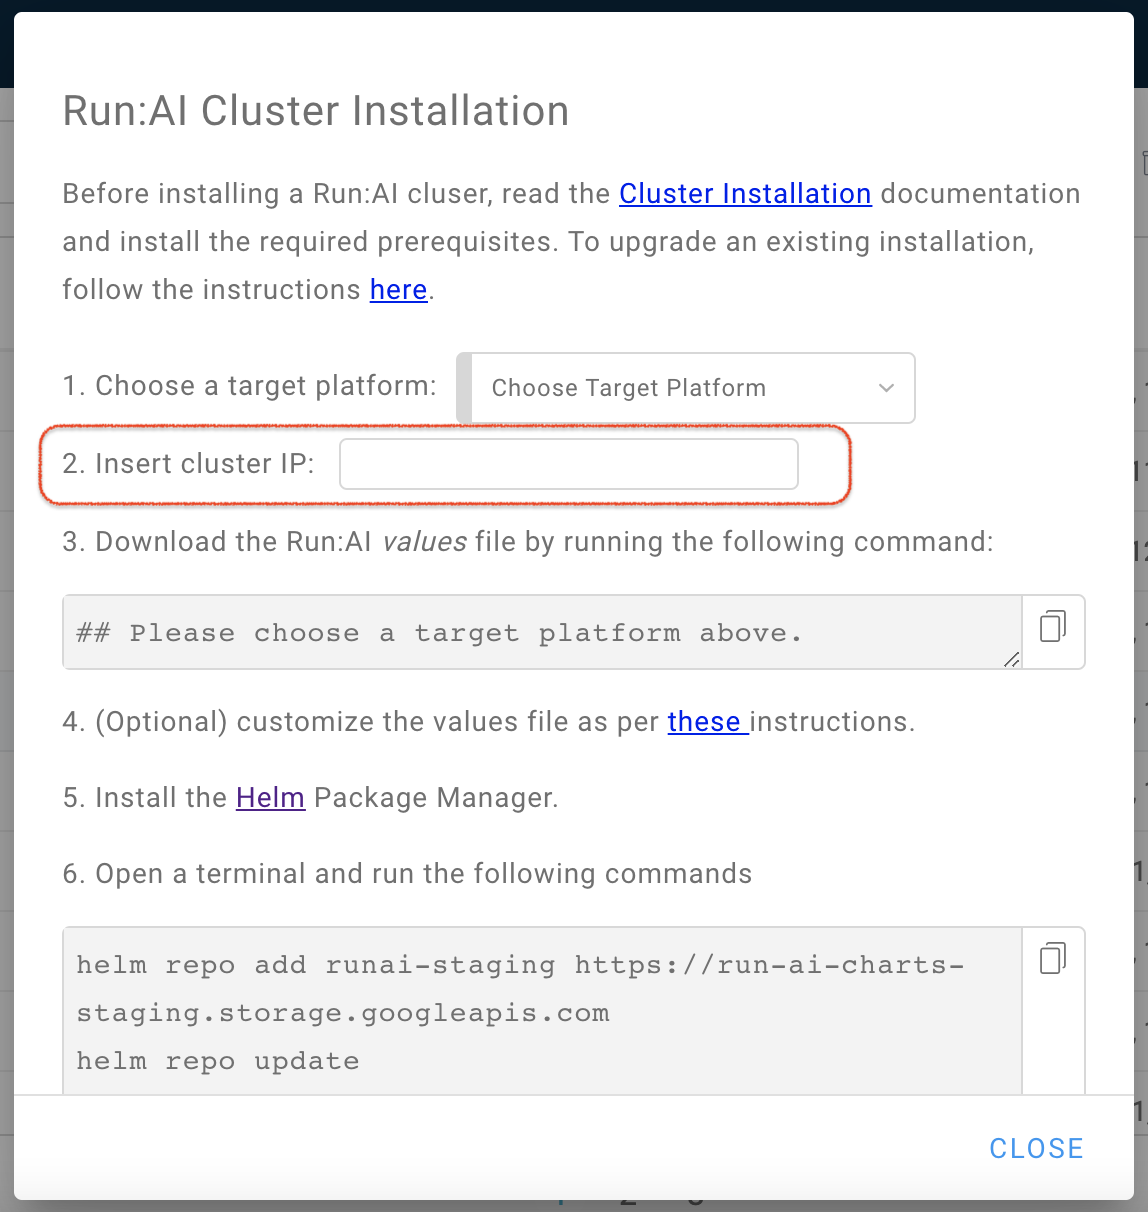 Run:AI Cluster Installation
Before installing a Run:AI cluser, read the Cluster Installation documentation
and install the required prerequisites. To upgrade an existing installation,
follow the instructions here.
1. Choose a target platform: Choose Target Platform
2. Insert cluster IP:
3. Download the Run:AI values file by running the following command:
## Please choose a target platform above.
4. (Optional) customize the values file as per these instructions.
5. Install the Helm Package Manager.
6. Open a terminal and run the following commands
helm repo add runai-staging https://run-ai-charts-
staging.storage.googleapis.com
helm repo update
CLOSE